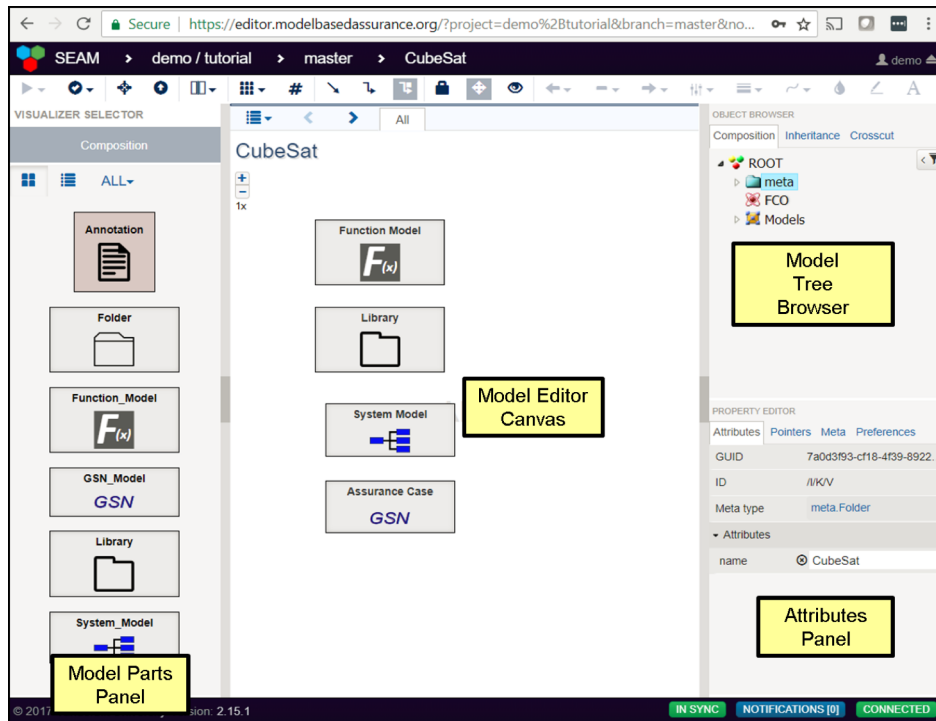 Secure https://editor.modelbasedassurance.org/?project=demo%2Btutorial&branch=master&no...
SEAM › demo / tutorial › master › CubeSat demo
VISUALIZER SELECTOR
Composition
ALL
Annotation
Folder
Function_Model
F(x)
GSN_Model
GSN
Library
System_Model
Model Parts
Panel
All
CubeSat
+
−
1x
Function Model
F(x)
Library
System Model
Assurance Case
GSN
Model Editor
Canvas
OBJECT BROWSER
Composition Inheritance Crosscut
ROOT
meta
FCO
Models
Model
Tree
Browser
PROPERTY EDITOR
Attributes Pointers Meta Preferences
GUID 7a0d3f93-cf18-4f39-8922.
ID /I/K/V
Meta type meta.Folder
Attributes
name CubeSat
Attributes
Panel
© 2017 sion: 2.15.1
IN SYNC NOTIFICATIONS [0] CONNECTED